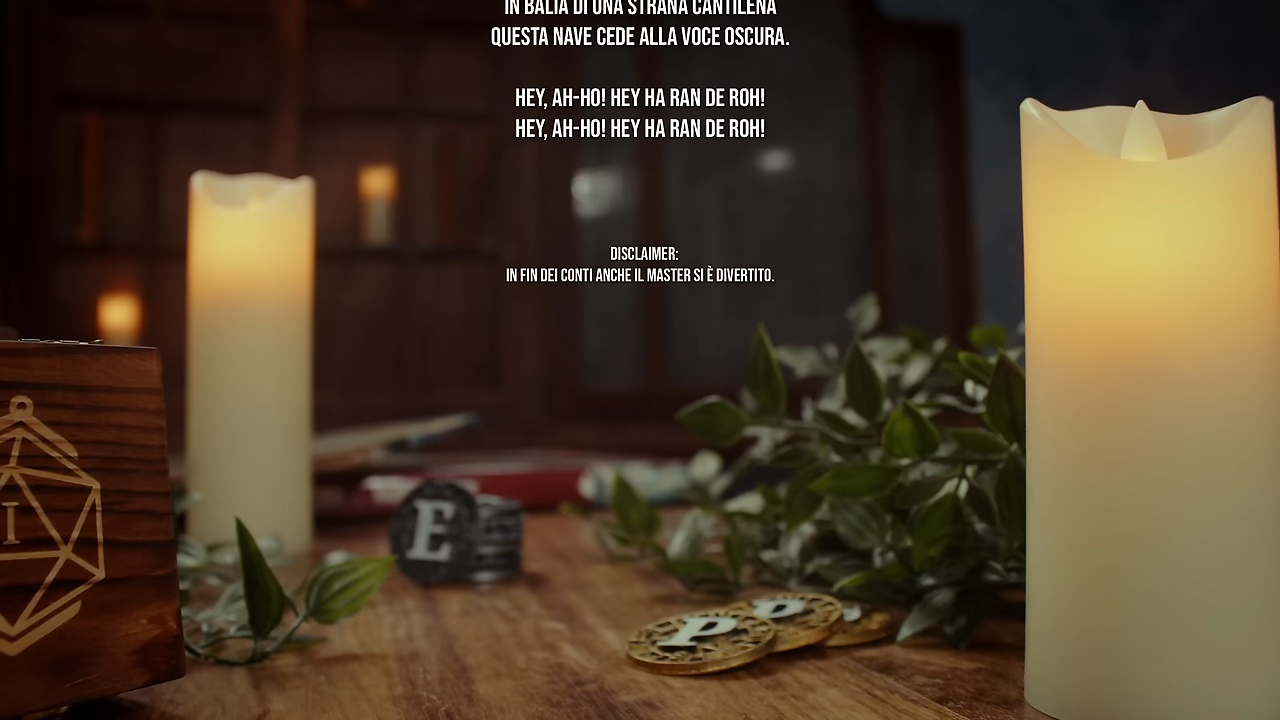 IN BALIA DI UNA STRANA CANTILENA
QUESTA NAVE CEDE ALLA VOCE OSCURA.
HEY, AH-HO! HEY HA RAN DE ROH!
HEY, AH-HO! HEY HA RAN DE ROH!
DISCLAIMER:
IN FIN DEI CONTI ANCHE IL MASTER SI È DIVERTITO.
I
E
P
P